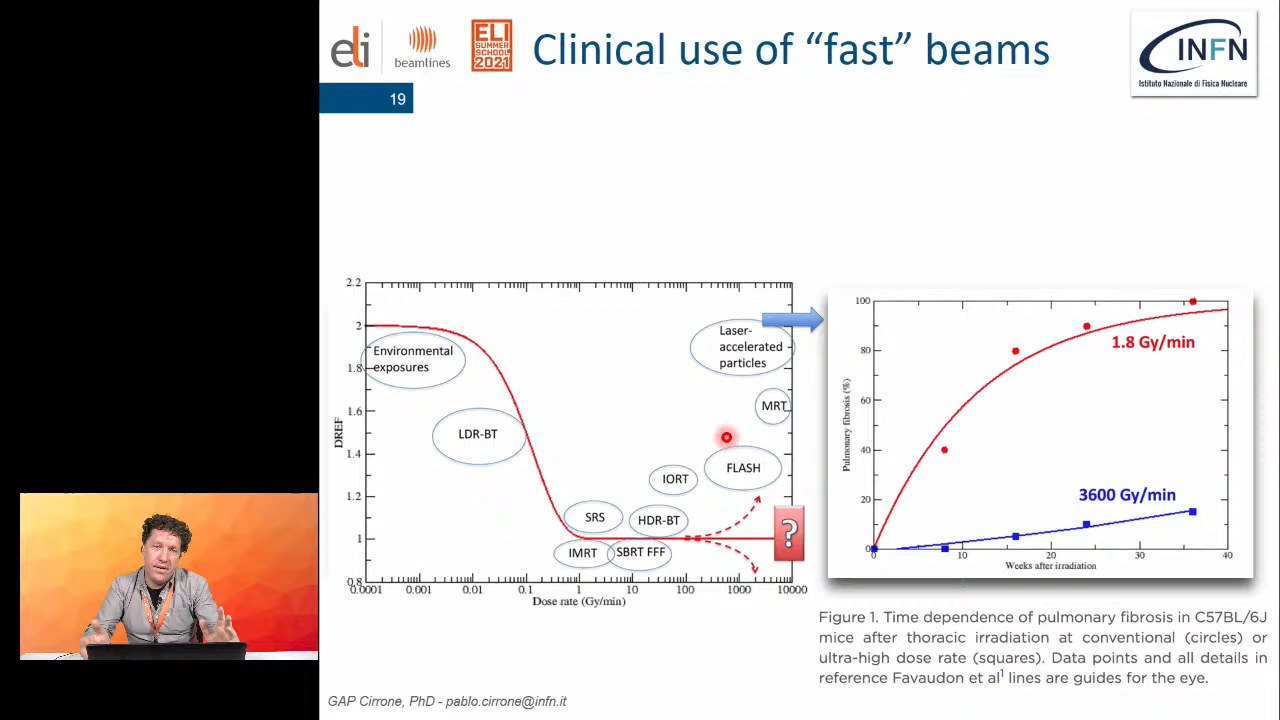 eli
beamlines
ELI
SUMMER
SCHOOL
2021
Clinical use of “fast” beams
INFN
Istituto Nazionale di Fisica Nucleare
19
2.2
2
1.8
1.6
1.4
1.2
1
0.8
DREF
0.0001
0.001
0.01
0.1
1
10
100
1000
10000
Dose rate (Gy/min)
Environmental
exposures
LDR-BT
SRS
IMRT
SBRT FFF
HDR-BT
IORT
FLASH
MRT
Laser-
accelerated
particles
?
100
80
60
40
20
0
Pulmonary fibrosis (%)
0
10
20
30
40
Weeks after irradiation
1.8 Gy/min
3600 Gy/min
Figure 1. Time dependence of pulmonary fibrosis in C57BL/6J
mice after thoracic irradiation at conventional (circles) or
ultra-high dose rate (squares). Data points and all details in
reference Favaudon et al1 lines are guides for the eye.
GAP Cirrone, PhD - pablo.cirrone@infn.it